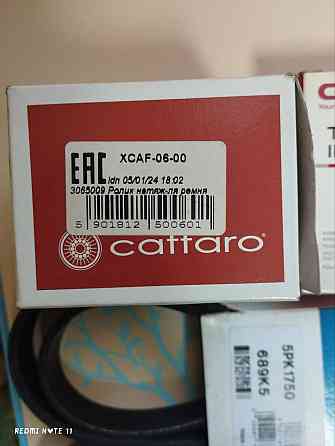 EAC
XCAF-06-00
ldn 05/01/24 18:02
3065009 Ролик натяж-ля ремня
5 901812 500601
cattaro
5PK1750
689K5
REDMI NOTE 11